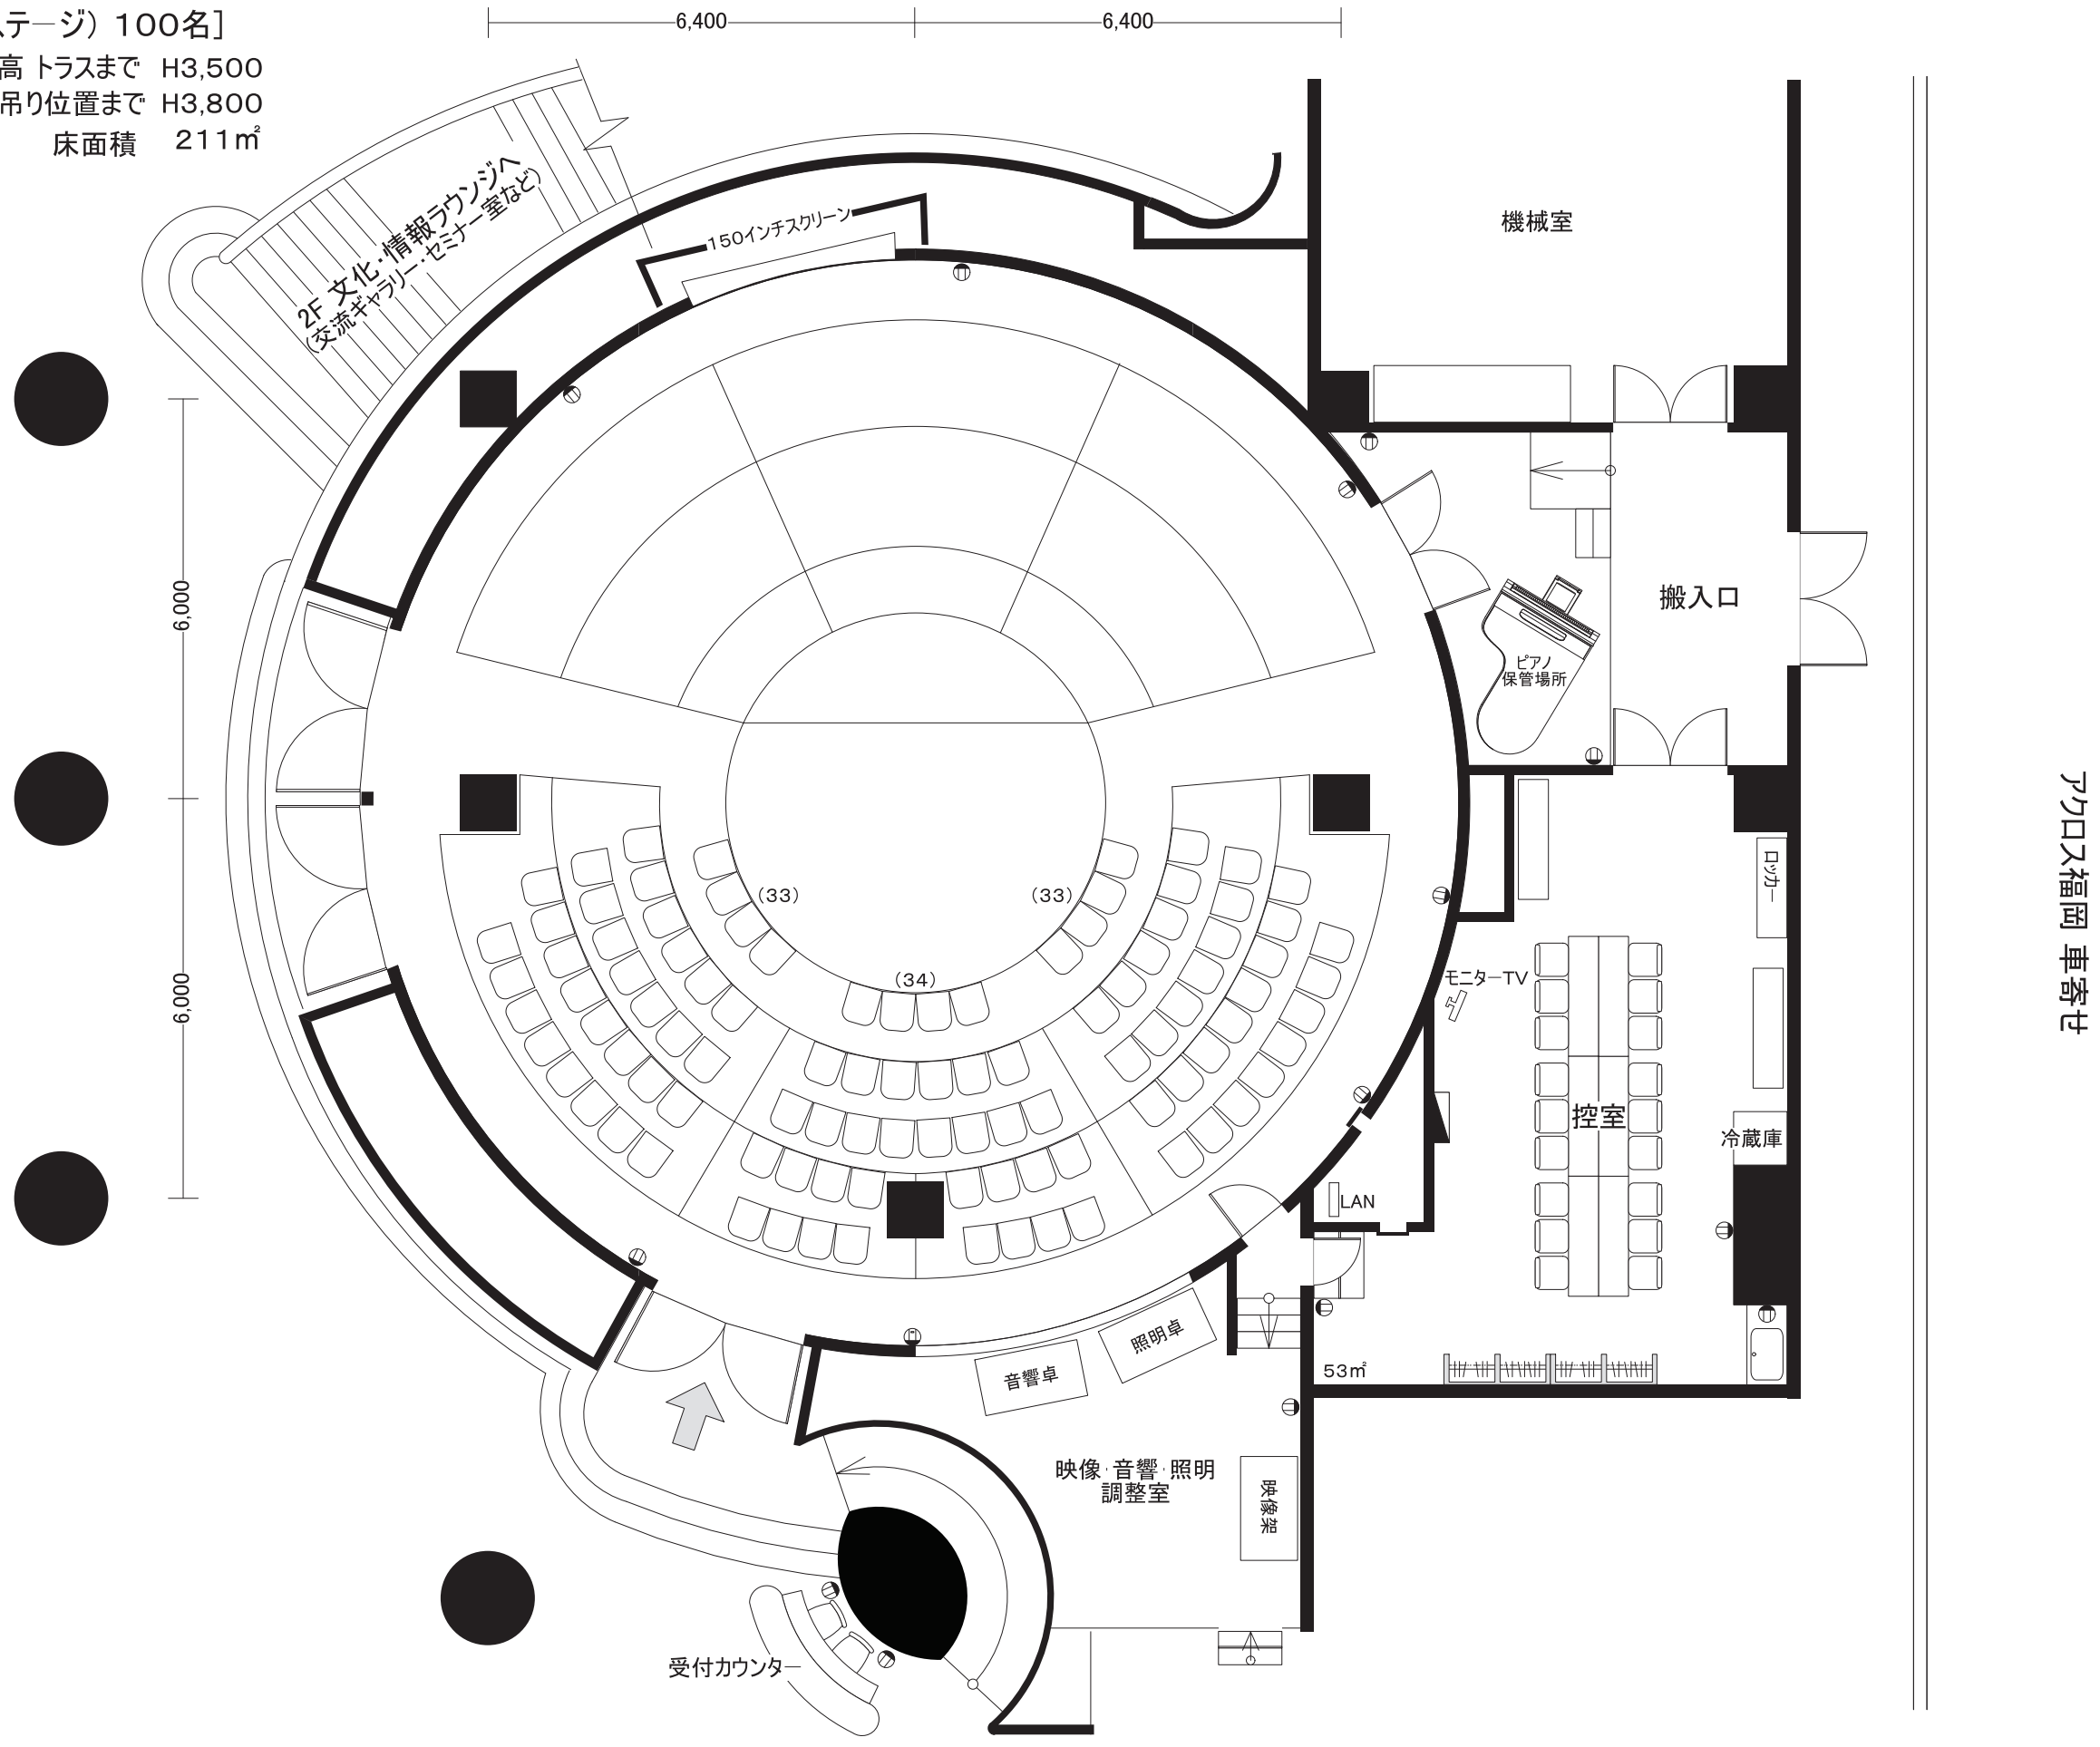 ステージ) 100名]
高 トラスまで H3,500
吊り位置まで H3,800
床面積 211㎡
6,400
6,400
2F 文化・情報ラウンジへ
(交流ギャラリー・セミナー室など)
150インチスクリーン
機械室
6,000
搬入口
ピアノ
保管場所
アクロス福岡 車寄せ
ロッカー
(33)
(33)
(34)
6,000
モニターTV
控室
冷蔵庫
LAN
照明卓
音響卓
53㎡
映像・音響・照明
調整室
映像架
受付カウンター